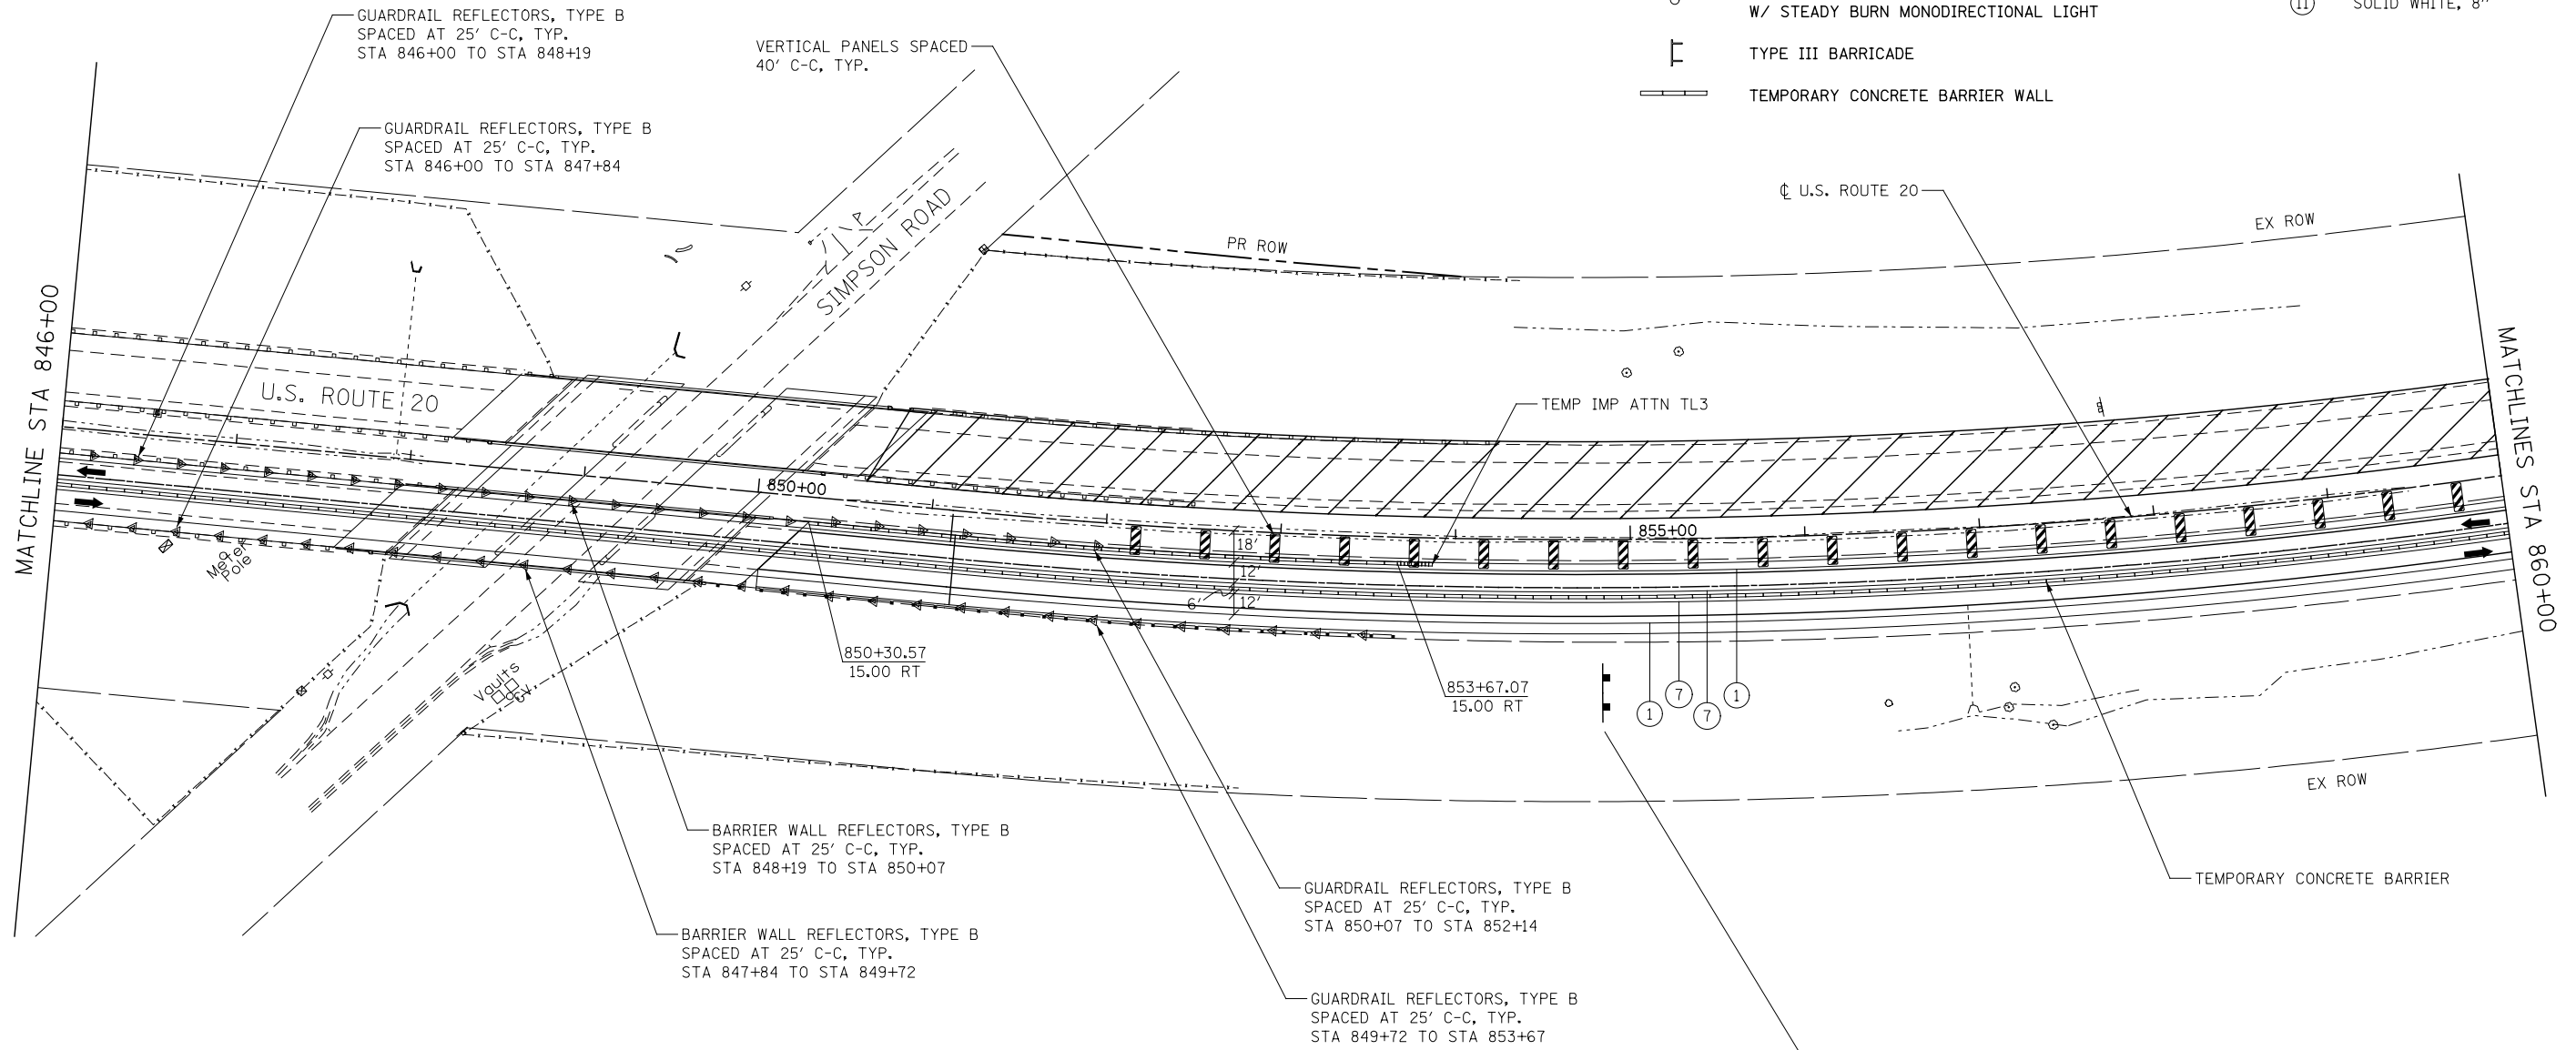 GUARDRAIL REFLECTORS, TYPE B
SPACED AT 25' C-C, TYP.
STA 846+00 TO STA 848+19
VERTICAL PANELS SPACED
40' C-C, TYP.
W/ STEADY BURN MONODIRECTIONAL LIGHT
11 SOLID WHITE, 8"
TYPE III BARRICADE
TEMPORARY CONCRETE BARRIER WALL
GUARDRAIL REFLECTORS, TYPE B
SPACED AT 25' C-C, TYP.
STA 846+00 TO STA 847+84
SIMPSON ROAD
PR ROW
℄ U.S. ROUTE 20
EX ROW
MATCHLINE STA 846+00
U.S. ROUTE 20
TEMP IMP ATTN TL3
MATCHLINES STA 860+00
850+00
855+00
18'
12'
6'
12'
Meter
Pole
Vaults
GV
850+30.57
15.00 RT
853+67.07
15.00 RT
1
7
7
1
EX ROW
BARRIER WALL REFLECTORS, TYPE B
SPACED AT 25' C-C, TYP.
STA 848+19 TO STA 850+07
GUARDRAIL REFLECTORS, TYPE B
SPACED AT 25' C-C, TYP.
STA 850+07 TO STA 852+14
TEMPORARY CONCRETE BARRIER
BARRIER WALL REFLECTORS, TYPE B
SPACED AT 25' C-C, TYP.
STA 847+84 TO STA 849+72
GUARDRAIL REFLECTORS, TYPE B
SPACED AT 25' C-C, TYP.
STA 849+72 TO STA 853+67